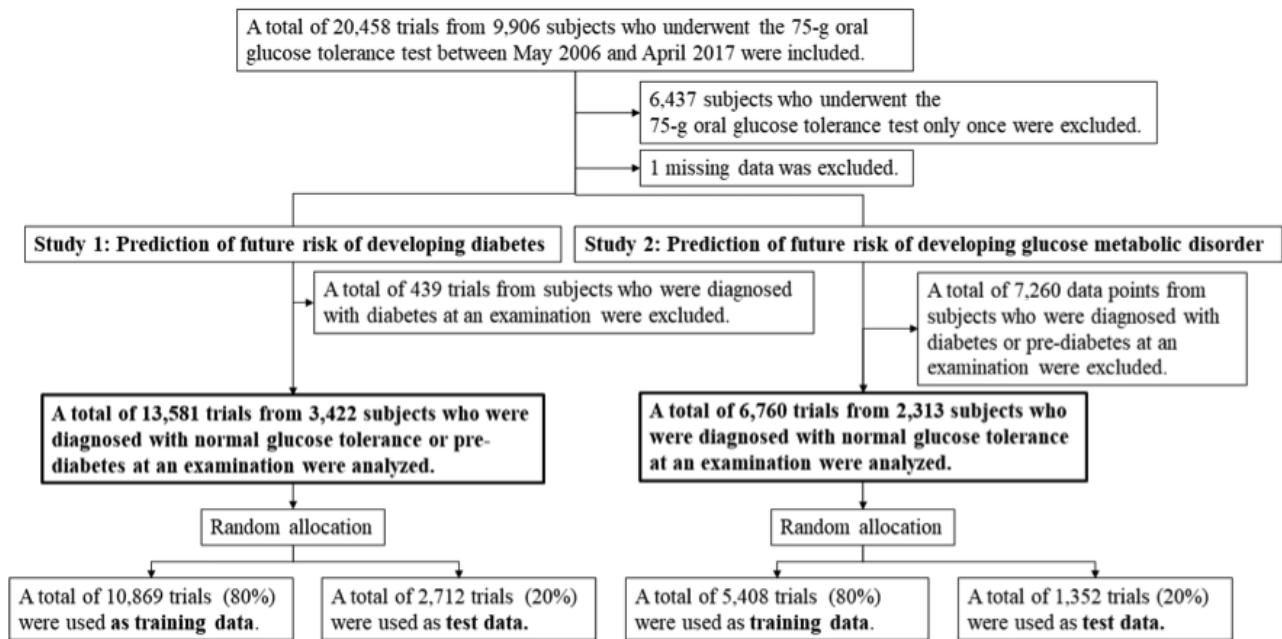 A total of 20,458 trials from 9,906 subjects who underwent the 75-g oral
glucose tolerance test between May 2006 and April 2017 were included.
6,437 subjects who underwent the
75-g oral glucose tolerance test only once were excluded.
1 missing data was excluded.
Study 1: Prediction of future risk of developing diabetes
Study 2: Prediction of future risk of developing glucose metabolic disorder
A total of 439 trials from subjects who were diagnosed
with diabetes at an examination were excluded.
A total of 7,260 data points from
subjects who were diagnosed with
diabetes or pre-diabetes at an
examination were excluded.
A total of 13,581 trials from 3,422 subjects who were
diagnosed with normal glucose tolerance or pre-
diabetes at an examination were analyzed.
A total of 6,760 trials from 2,313 subjects who
were diagnosed with normal glucose tolerance
at an examination were analyzed.
Random allocation
Random allocation
A total of 10,869 trials (80%)
were used as training data.
A total of 2,712 trials (20%)
were used as test data.
A total of 5,408 trials (80%)
were used as training data.
A total of 1,352 trials (20%)
were used as test data.